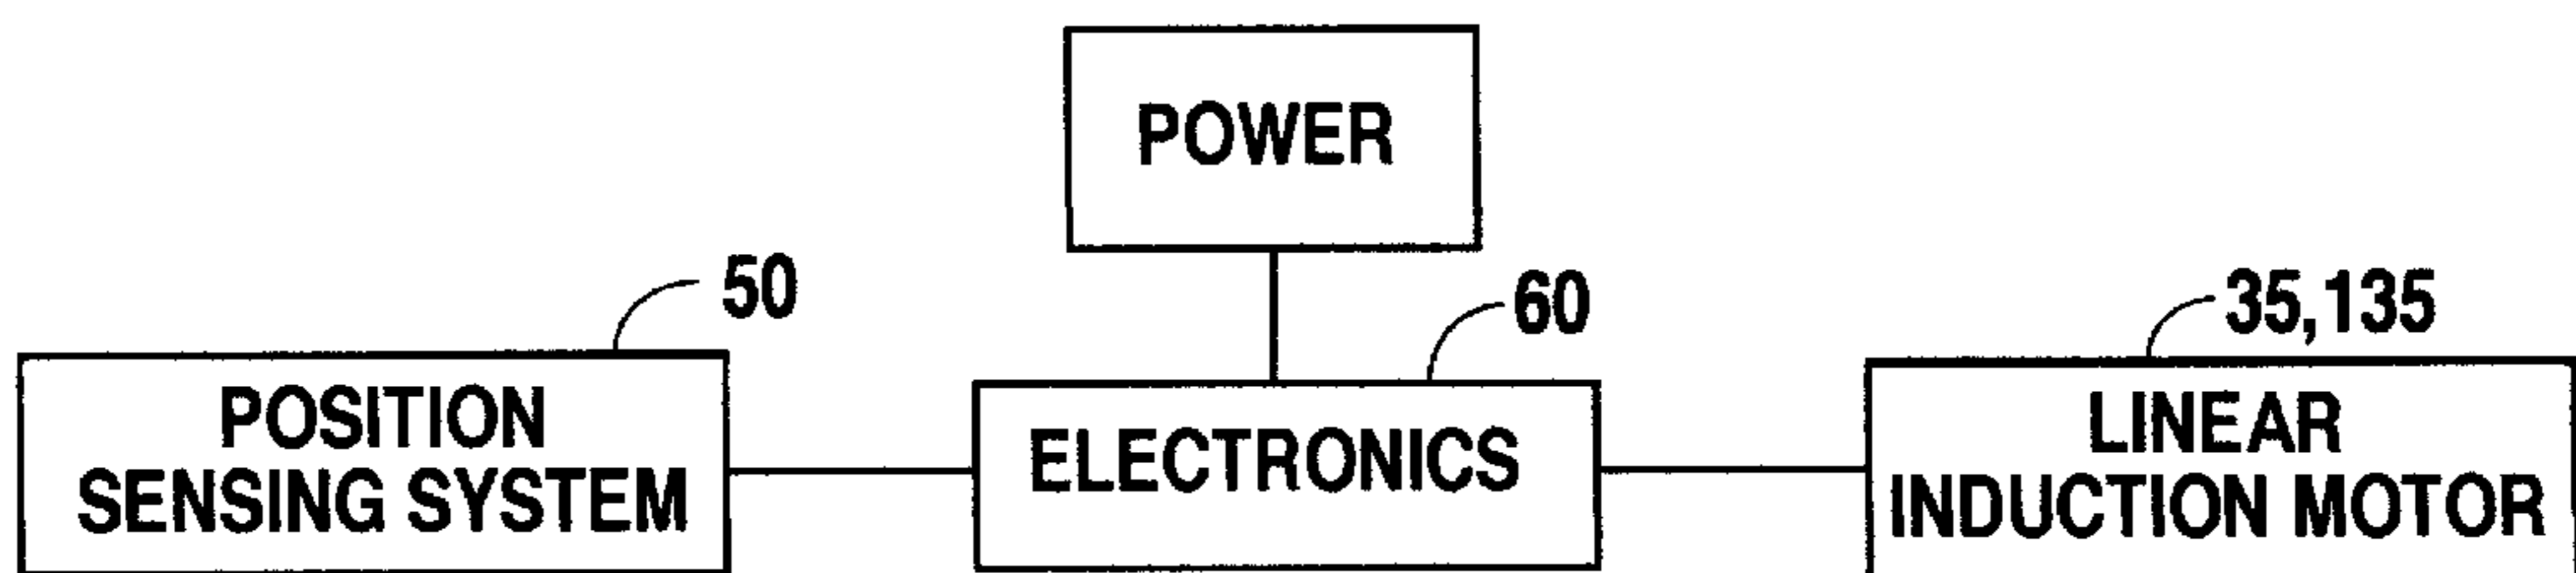 POWER
50
60
35,135
POSITION
SENSING SYSTEM
ELECTRONICS
LINEAR
INDUCTION MOTOR